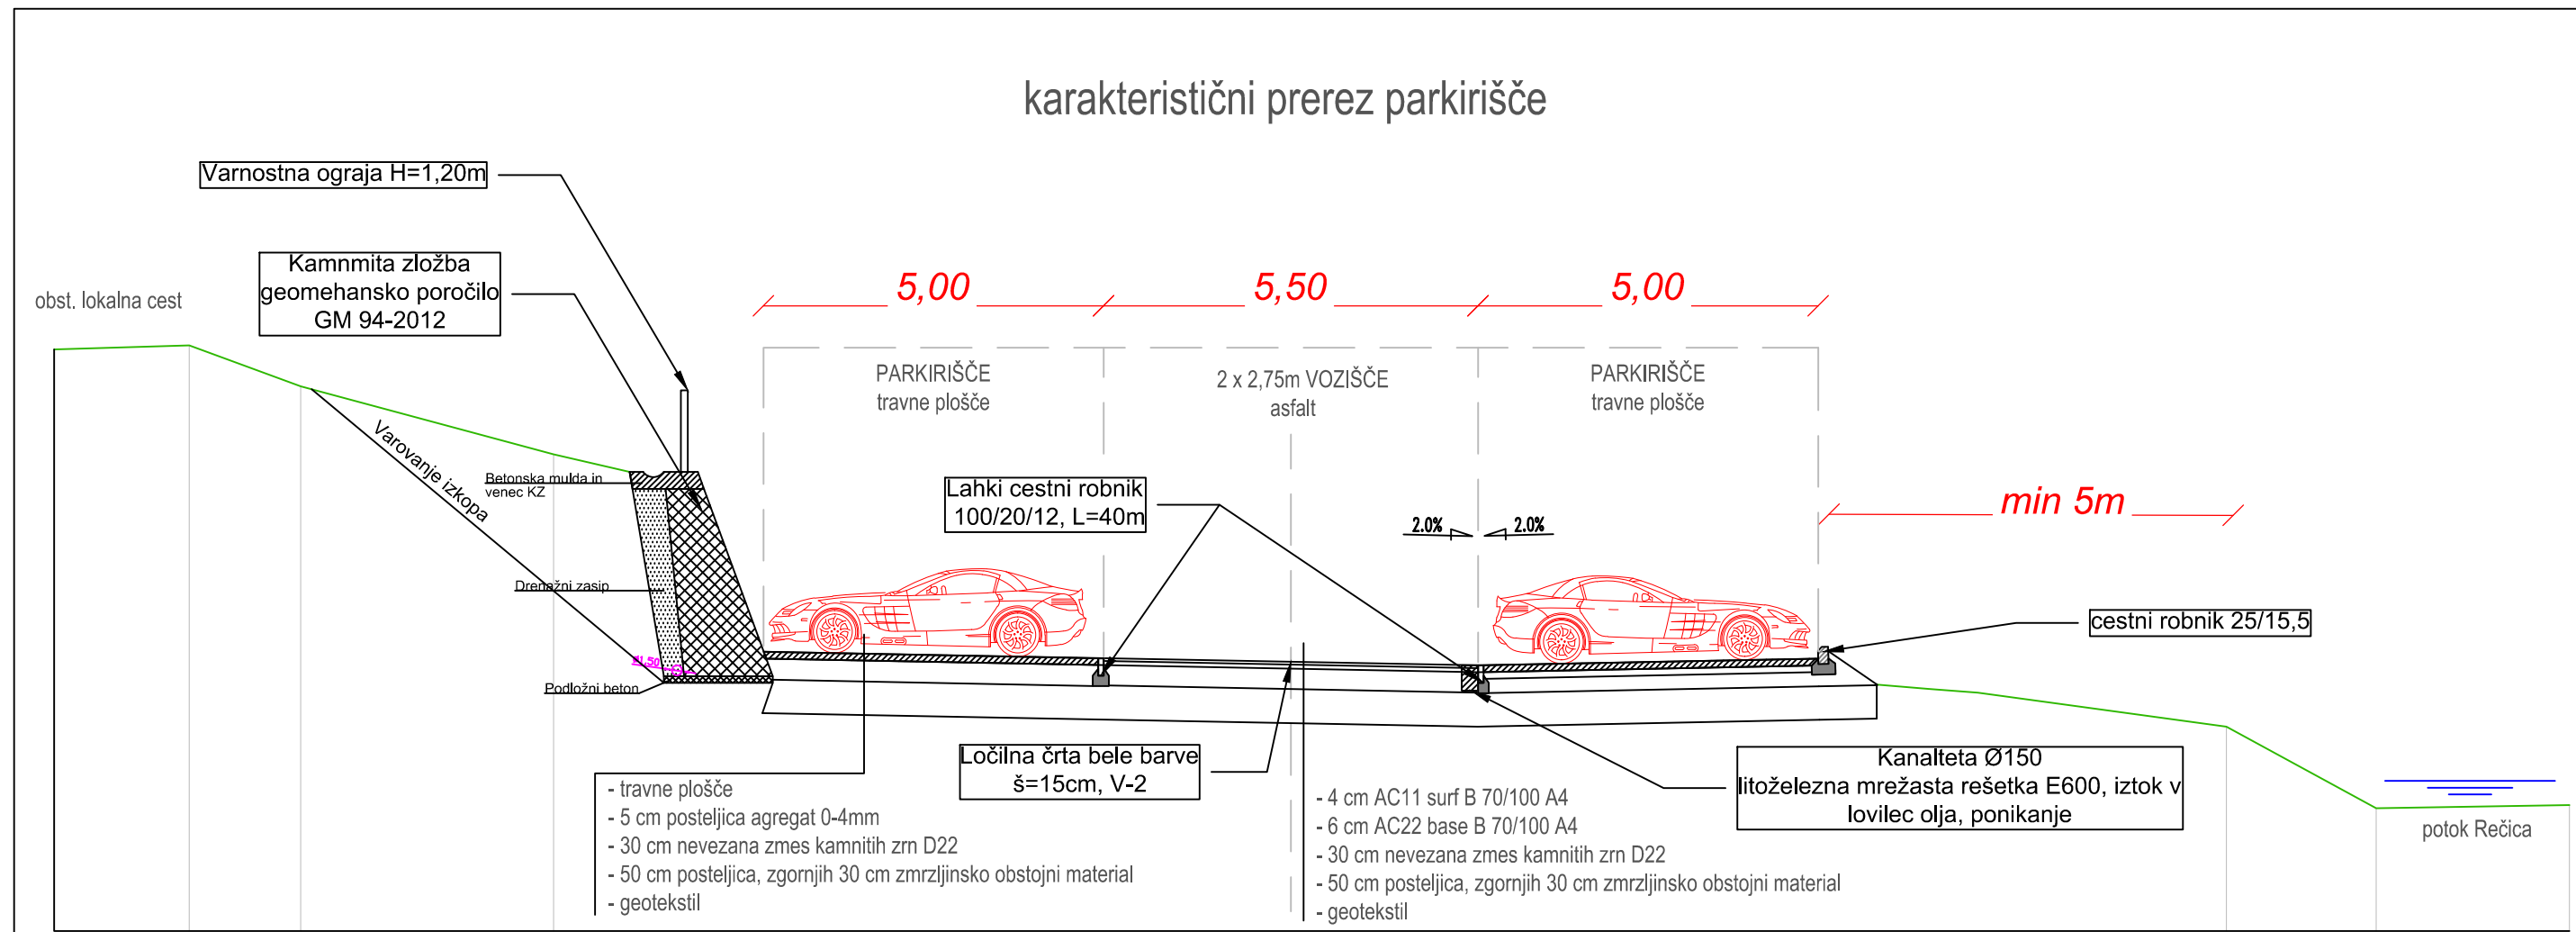 karakteristični prerez parkirišče
Varnostna ograja H=1,20m
Kamnmita zložba
geomehansko poročilo
GM 94-2012
obst. lokalna cest
5,00
5,50
5,00
PARKIRIŠČE
travne plošče
2 x 2,75m VOZIŠČE
asfalt
PARKIRIŠČE
travne plošče
Varovanje izkopa
Betonska mulda in
venec KZ
Lahki cestni robnik
100/20/12, L=40m
2.0%
2.0%
min 5m
Drenažni zasip
cestni robnik 25/15,5
Podložni beton
Ločilna črta bele barve
š=15cm, V-2
Kanalteta Ø150
litoželezna mrežasta rešetka E600, iztok v
lovilec olja, ponikanje
- travne plošče
- 5 cm posteljica agregat 0-4mm
- 30 cm nevezana zmes kamnitih zrn D22
- 50 cm posteljica, zgornjih 30 cm zmrzljinsko obstojni material
- geotekstil
- 4 cm AC11 surf B 70/100 A4
- 6 cm AC22 base B 70/100 A4
- 30 cm nevezana zmes kamnitih zrn D22
- 50 cm posteljica, zgornjih 30 cm zmrzljinsko obstojni material
- geotekstil
potok Rečica